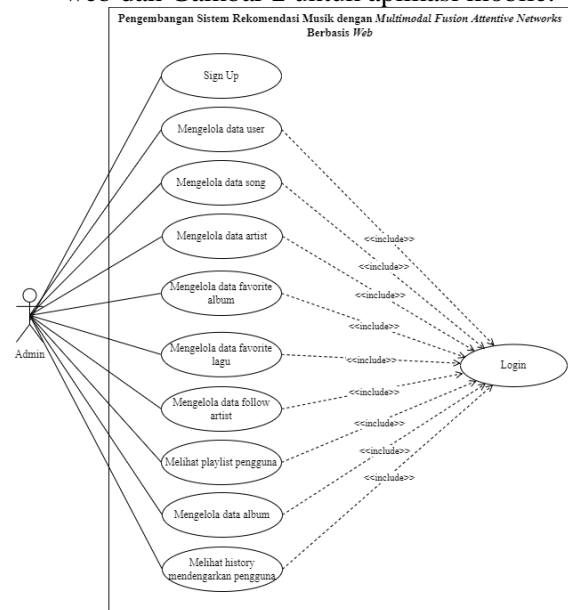 web dan Gambar 2 untuk aplikasi mobile.
Pengembangan Sistem Rekomendasi Musik dengan Multimodal Fusion Attentive Networks
Berbasis Web
Sign Up
Mengelola data user
Mengelola data song
<<include>>
Mengelola data artist
<<include>>
<<include>>
Mengelola data favorite
album
<<include>>
Admin
Mengelola data favorite
lagu
<<include>>
Login
Mengelola data follow
artist
<<include>>
<<include>>
Melihat playlist pengguna
<<include>>
Mengelola data album
<<include>>
Melihat history
mendengarkan pengguna